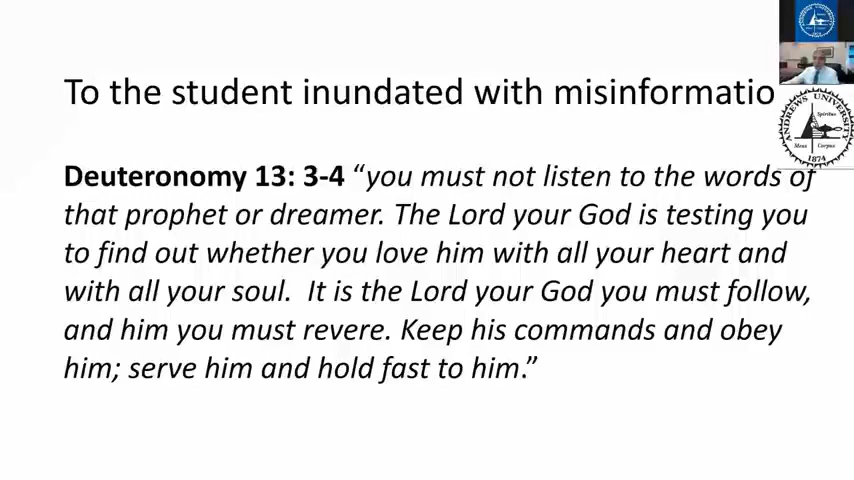 To the student inundated with misinformatio
Deuteronomy 13: 3-4 “you must not listen to the words of
that prophet or dreamer. The Lord your God is testing you
to find out whether you love him with all your heart and
with all your soul.  It is the Lord your God you must follow,
and him you must revere. Keep his commands and obey
him; serve him and hold fast to him.”
ANDREWS UNIVERSITY
Spiritus
Mens
Corpus
1874